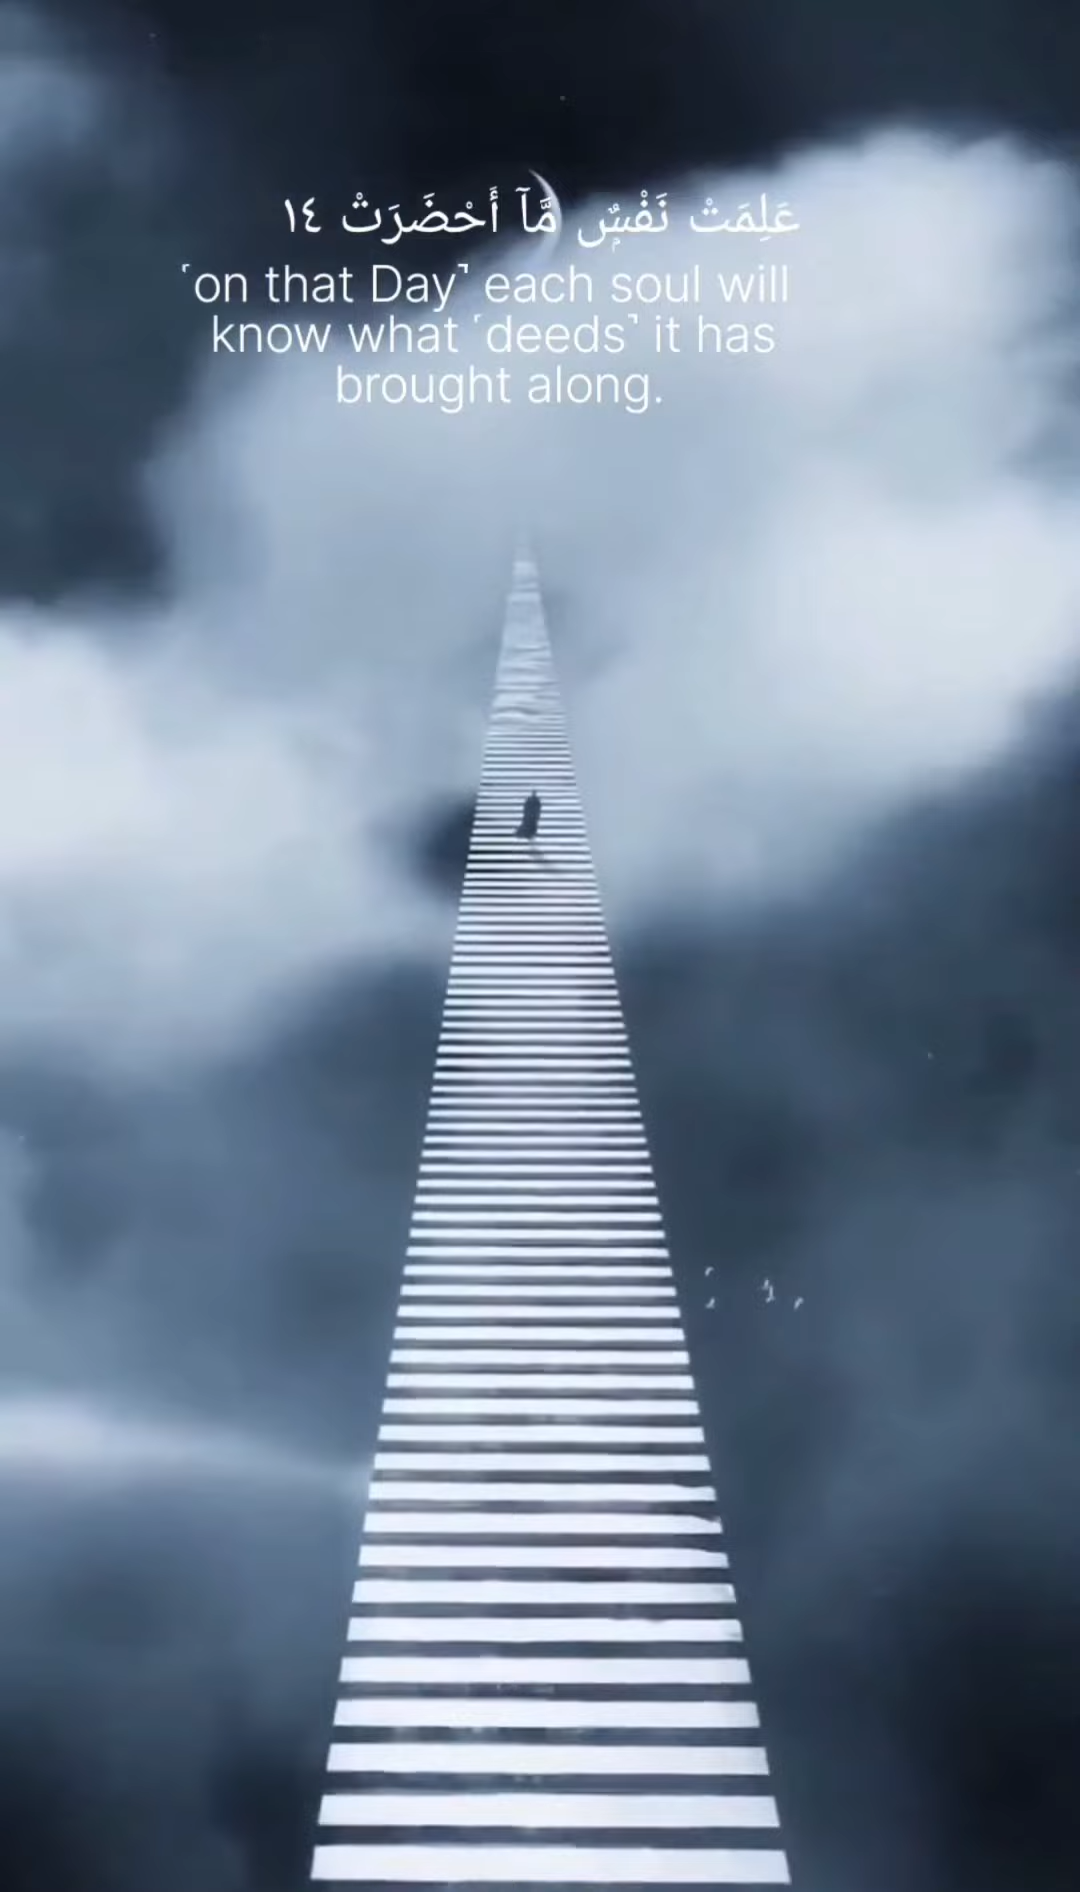 عَلِمَتْ نَفْسٌۭ مَّآ أَحْضَرَتْ ١٤
˹on that Day˺ each soul will
know what ˹deeds˺ it has
brought along.